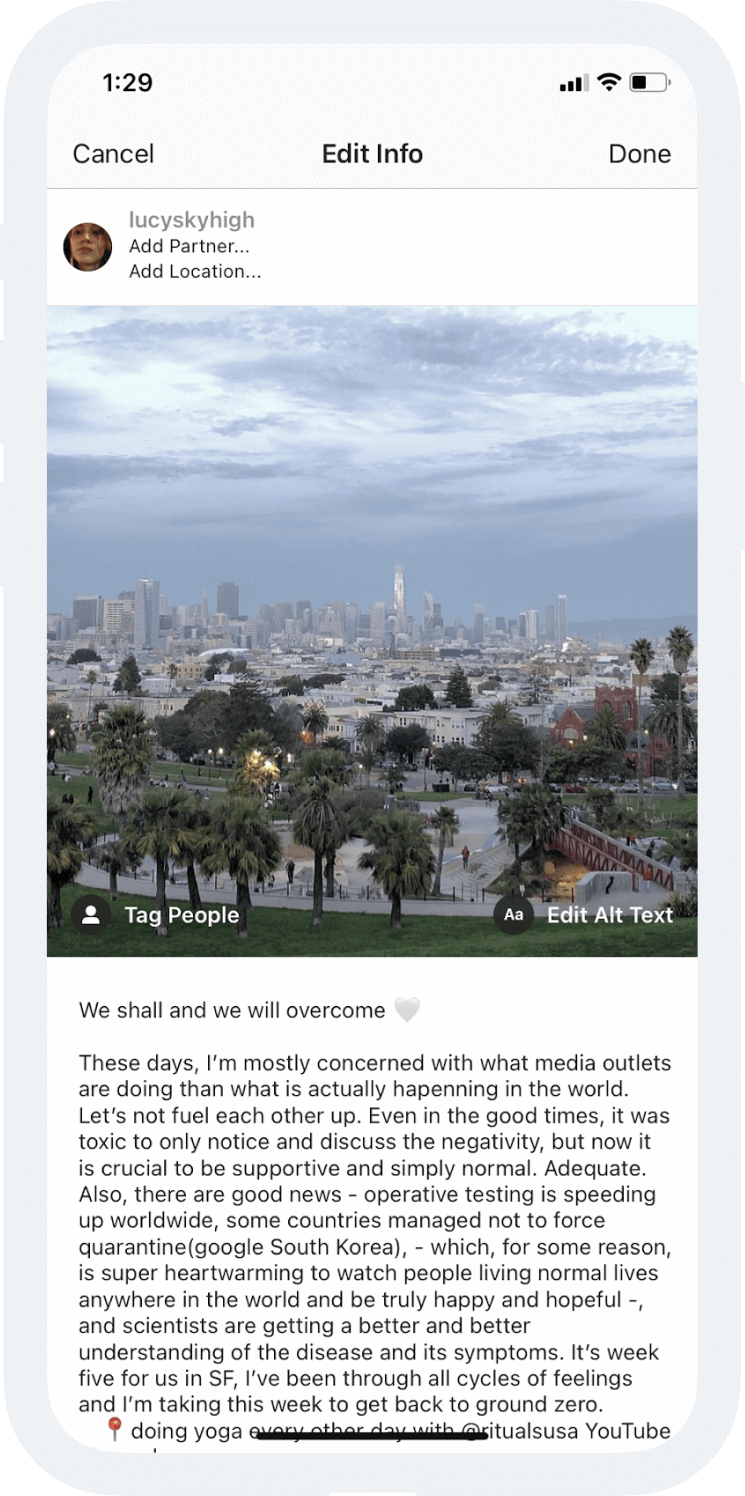 1:29
Cancel Edit Info Done
lucyskyhigh
Add Partner...
Add Location...
Tag People Aa Edit Alt Text
We shall and we will overcome 🤍
These days, I’m mostly concerned with what media outlets
are doing than what is actually hapenning in the world.
Let’s not fuel each other up. Even in the good times, it was
toxic to only notice and discuss the negativity, but now it
is crucial to be supportive and simply normal. Adequate.
Also, there are good news - operative testing is speeding
up worldwide, some countries managed not to force
quarantine(google South Korea), - which, for some reason,
is super heartwarming to watch people living normal lives
anywhere in the world and be truly happy and hopeful -,
and scientists are getting a better and better
understanding of the disease and its symptoms. It’s week
five for us in SF, I’ve been through all cycles of feelings
and I’m taking this week to get back to ground zero.
📍doing yoga every other day with @ritualsusa YouTube